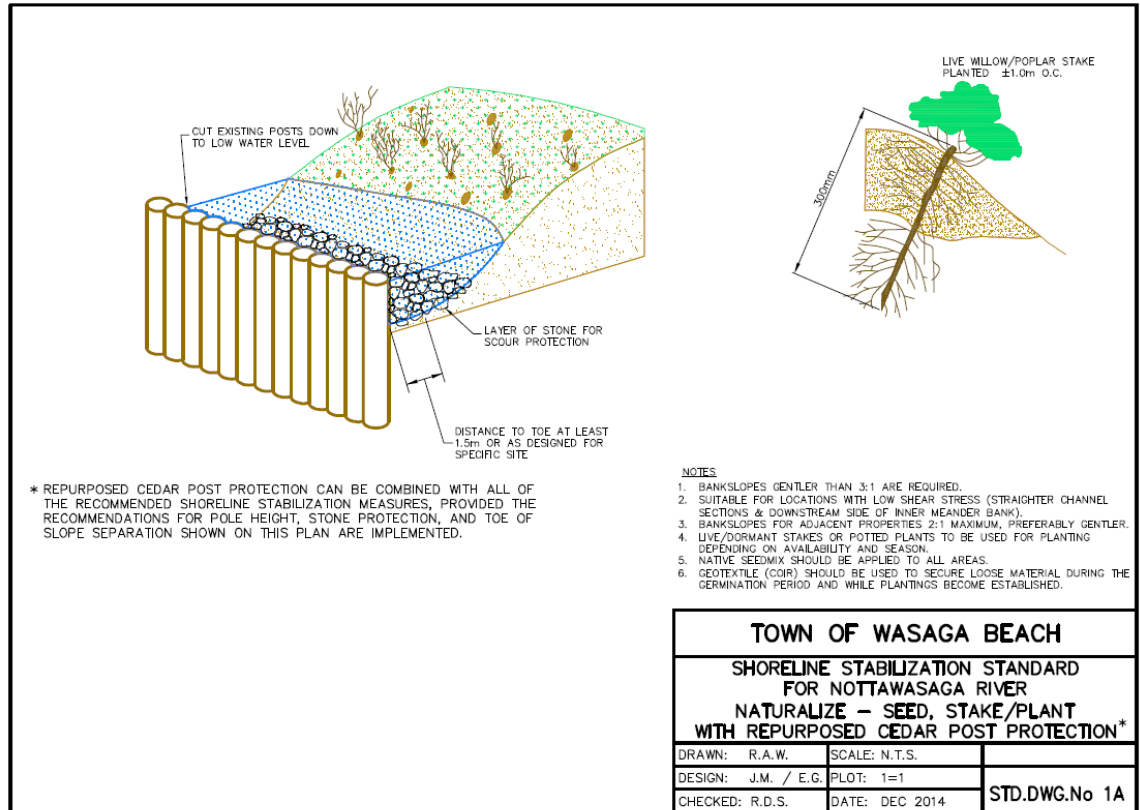 LIVE WILLOW/POPLAR STAKE
PLANTED ±1.0m O.C.
CUT EXISTING POSTS DOWN
TO LOW WATER LEVEL
300mm
LAYER OF STONE FOR
SCOUR PROTECTION
DISTANCE TO TOE AT LEAST
1.5m OR AS DESIGNED FOR
SPECIFIC SITE
* REPURPOSED CEDAR POST PROTECTION CAN BE COMBINED WITH ALL OF
THE RECOMMENDED SHORELINE STABILIZATION MEASURES, PROVIDED THE
RECOMMENDATIONS FOR POLE HEIGHT, STONE PROTECTION, AND TOE OF
SLOPE SEPARATION SHOWN ON THIS PLAN ARE IMPLEMENTED.
NOTES
1. BANKSLOPES GENTLER THAN 3:1 ARE REQUIRED.
2. SUITABLE FOR LOCATIONS WITH LOW SHEAR STRESS (STRAIGHTER CHANNEL
SECTIONS & DOWNSTREAM SIDE OF INNER MEANDER BANK).
3. BANKSLOPES FOR ADJACENT PROPERTIES 2:1 MAXIMUM, PREFERABLY GENTLER.
4. LIVE/DORMANT STAKES OR POTTED PLANTS TO BE USED FOR PLANTING
DEPENDING ON AVAILABILITY AND SEASON.
5. NATIVE SEEDMIX SHOULD BE APPLIED TO ALL AREAS.
6. GEOTEXTILE (COIR) SHOULD BE USED TO SECURE LOOSE MATERIAL DURING THE
GERMINATION PERIOD AND WHILE PLANTINGS BECOME ESTABLISHED.
TOWN OF WASAGA BEACH
SHORELINE STABILIZATION STANDARD
FOR NOTTAWASAGA RIVER
NATURALIZE – SEED, STAKE/PLANT
WITH REPURPOSED CEDAR POST PROTECTION*
DRAWN: R.A.W. SCALE: N.T.S.
DESIGN: J.M. / E.G. PLOT: 1=1
CHECKED: R.D.S. DATE: DEC 2014
STD.DWG.No 1A